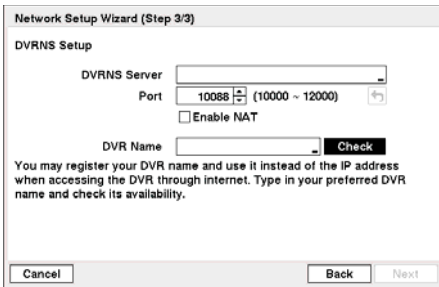 Network Setup Wizard (Step 3/3)
DVRNS Setup
DVRNS Server
Port 10088 (10000 ~ 12000)
Enable NAT
DVR Name Check
You may register your DVR name and use it instead of the IP address
when accessing the DVR through internet. Type in your preferred DVR
name and check its availability.
Cancel Back Next